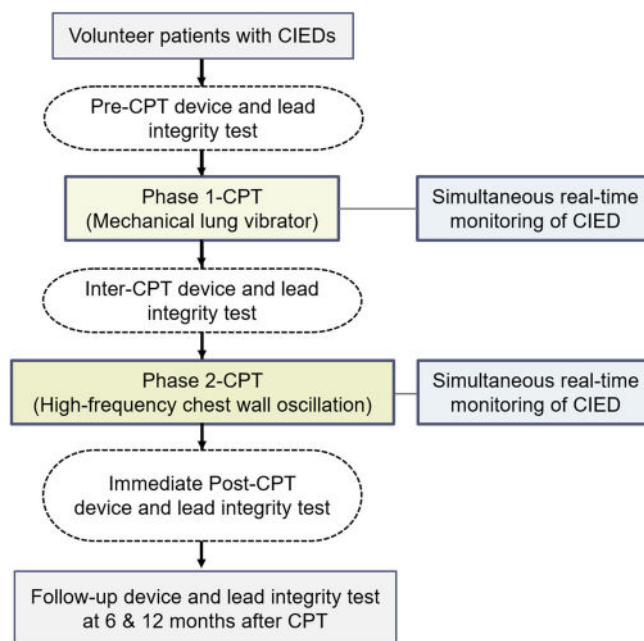 Volunteer patients with CIEDs
Pre-CPT device and lead
integrity test
Phase 1-CPT
(Mechanical lung vibrator)
Simultaneous real-time
monitoring of CIED
Inter-CPT device and lead
integrity test
Phase 2-CPT
(High-frequency chest wall oscillation)
Simultaneous real-time
monitoring of CIED
Immediate Post-CPT
device and lead integrity test
Follow-up device and lead integrity test
at 6 & 12 months after CPT